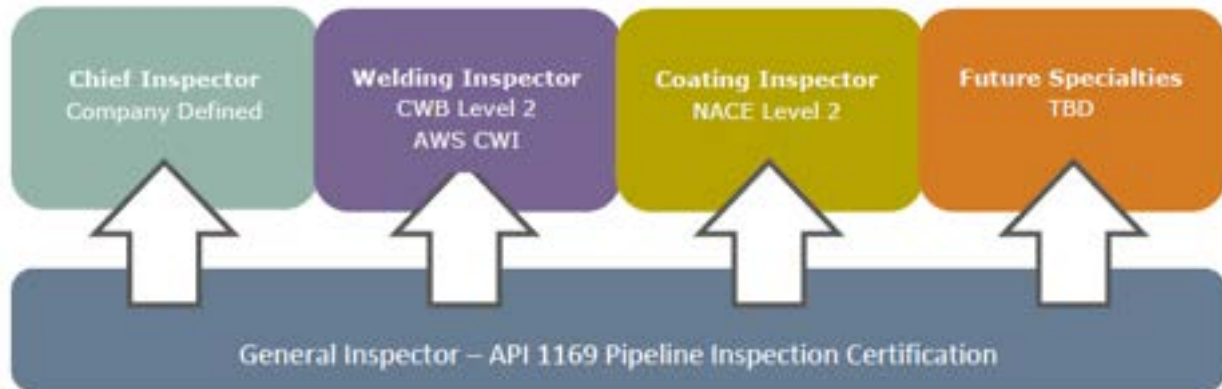 Chief Inspector
Company Defined
Welding Inspector
CWB Level 2
AWS CWI
Coating Inspector
NACE Level 2
Future Specialties
TBD
General Inspector – API 1169 Pipeline Inspection Certification